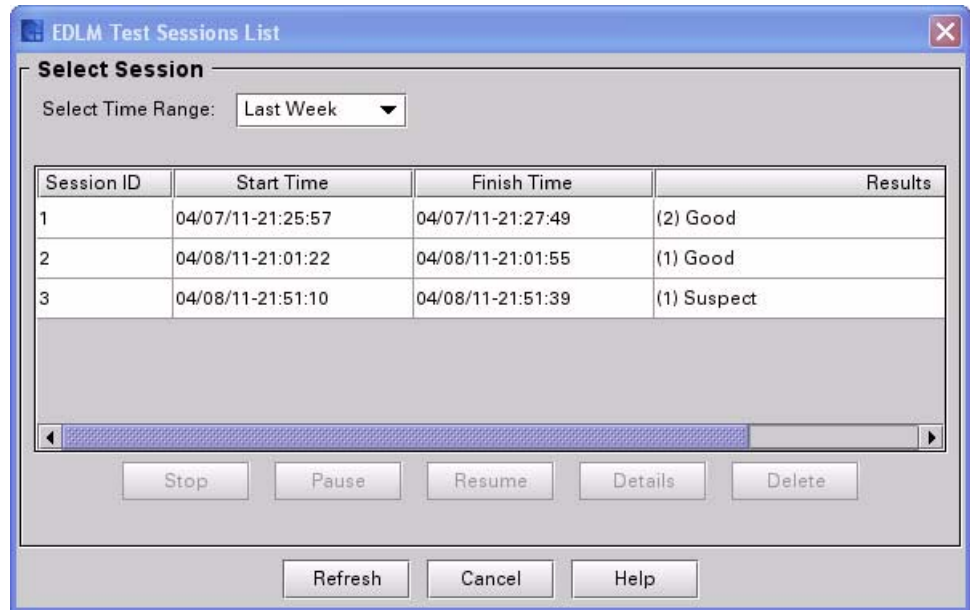 EDLM Test Sessions List
Select Session
Select Time Range: Last Week
Session ID Start Time Finish Time Results
1 04/07/11-21:25:57 04/07/11-21:27:49 (2) Good
2 04/08/11-21:01:22 04/08/11-21:01:55 (1) Good
3 04/08/11-21:51:10 04/08/11-21:51:39 (1) Suspect
Stop Pause Resume Details Delete
Refresh Cancel Help